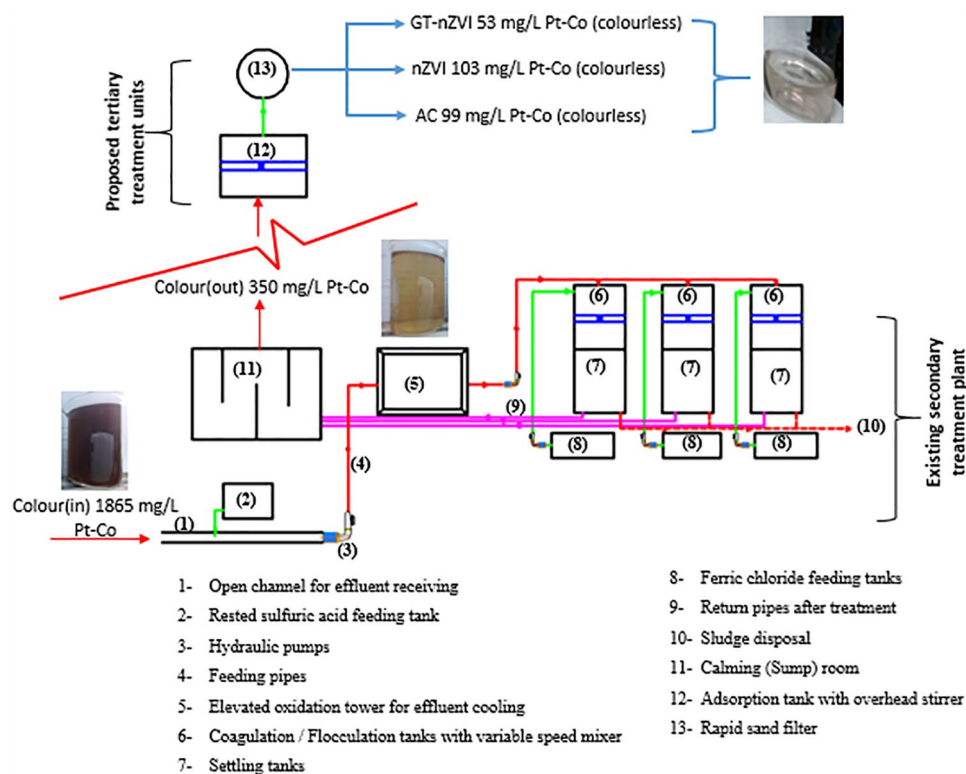 GT-nZVI 53 mg/L Pt-Co (colourless)
nZVI 103 mg/L Pt-Co (colourless)
AC 99 mg/L Pt-Co (colourless)
Proposed tertiary
treatment units
(13)
(12)
Colour(out) 350 mg/L Pt-Co
(11)
(5)
(6)
(6)
(6)
(7)
(7)
(7)
(9)
(8)
(8)
(8)
(10)
Existing secondary
treatment plant
(4)
Colour(in) 1865 mg/L
Pt-Co
(1)
(2)
(3)
1- Open channel for effluent receiving
2- Rested sulfuric acid feeding tank
3- Hydraulic pumps
4- Feeding pipes
5- Elevated oxidation tower for effluent cooling
6- Coagulation / Flocculation tanks with variable speed mixer
7- Settling tanks
8- Ferric chloride feeding tanks
9- Return pipes after treatment
10- Sludge disposal
11- Calming (Sump) room
12- Adsorption tank with overhead stirrer
13- Rapid sand filter